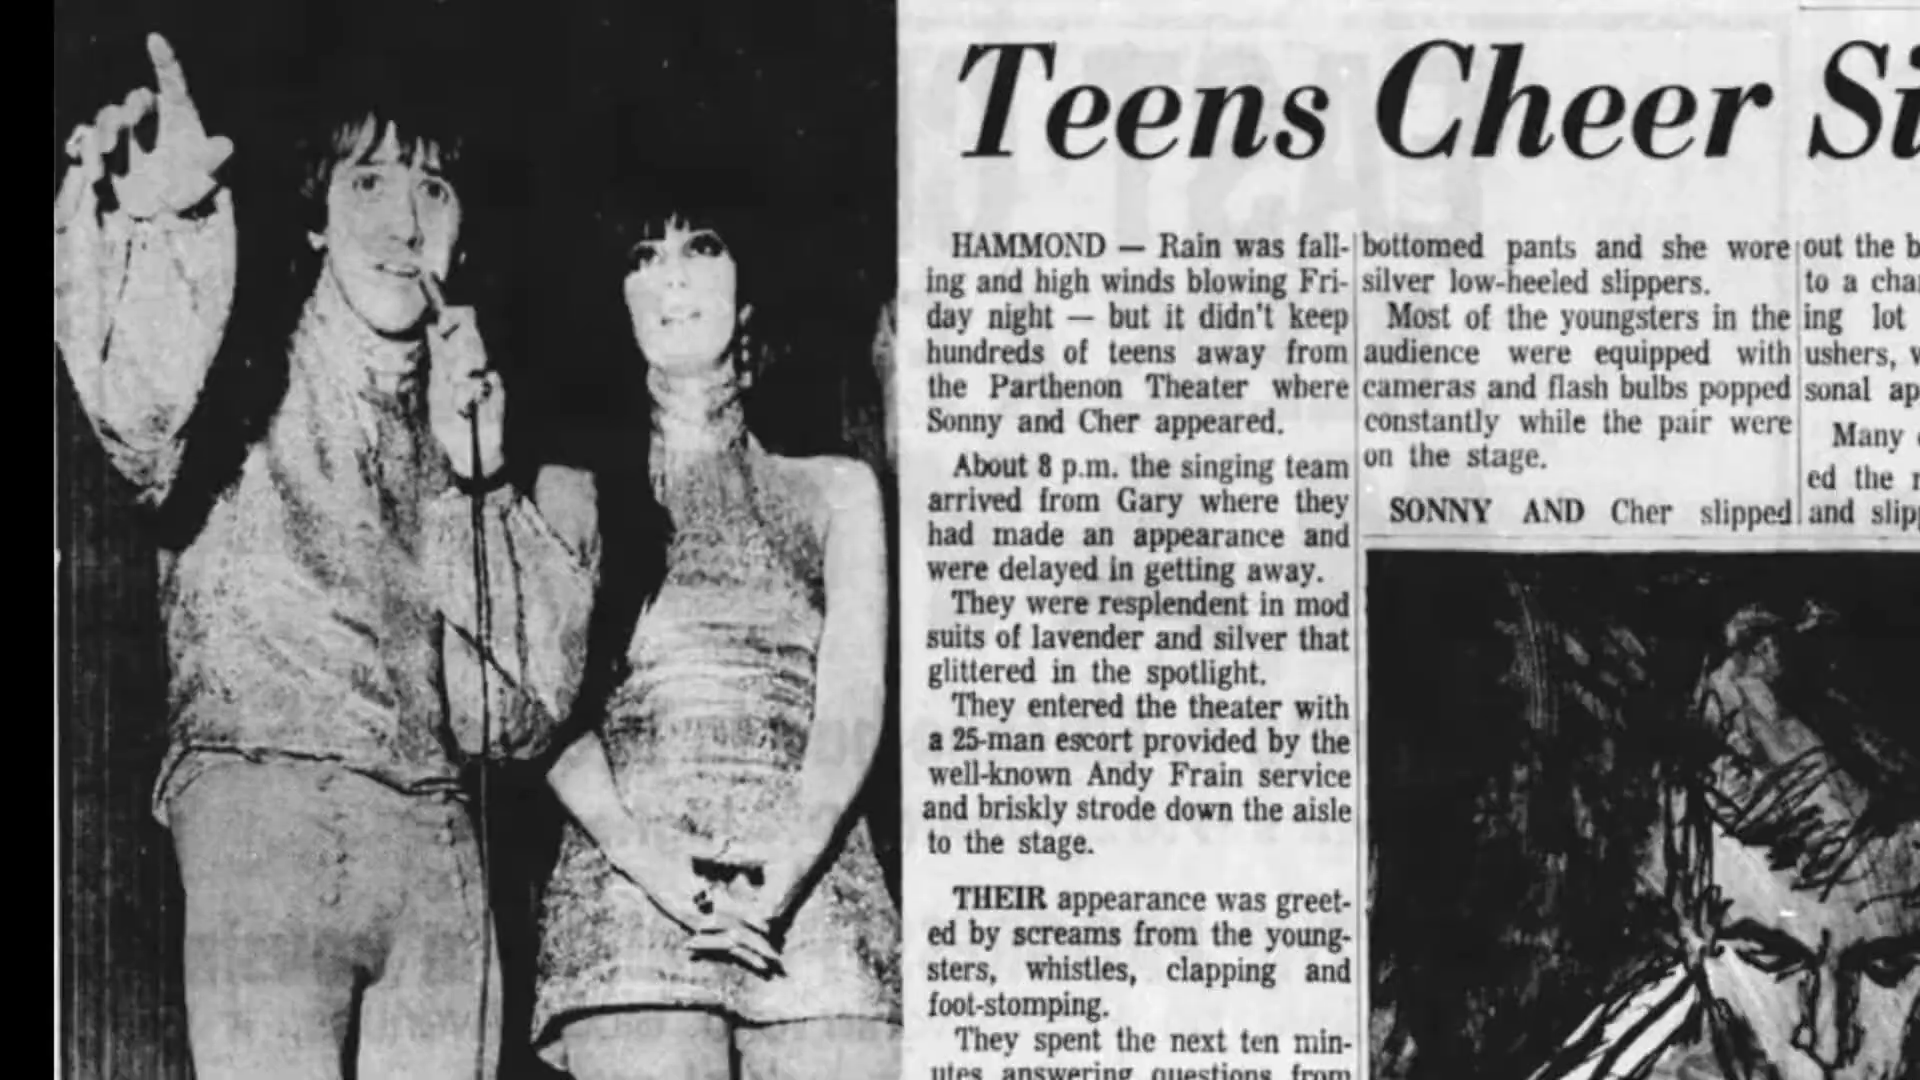 Teens Cheer Si
HAMMOND — Rain was fall-
ing and high winds blowing Fri-
day night — but it didn't keep
hundreds of teens away from
the Parthenon Theater where
Sonny and Cher appeared.
About 8 p.m. the singing team
arrived from Gary where they
had made an appearance and
were delayed in getting away.
They were resplendent in mod
suits of lavender and silver that
glittered in the spotlight.
They entered the theater with
a 25-man escort provided by the
well-known Andy Frain service
and briskly strode down the aisle
to the stage.
THEIR appearance was greet-
ed by screams from the young-
sters, whistles, clapping and
foot-stomping.
They spent the next ten min-
utes answering questions from
bottomed pants and she wore
silver low-heeled slippers.
Most of the youngsters in the
audience were equipped with
cameras and flash bulbs popped
constantly while the pair were
on the stage.
SONNY AND Cher slipped
out the b
to a cha
ing lot
ushers, w
sonal ap
Many
ed the
and slipp